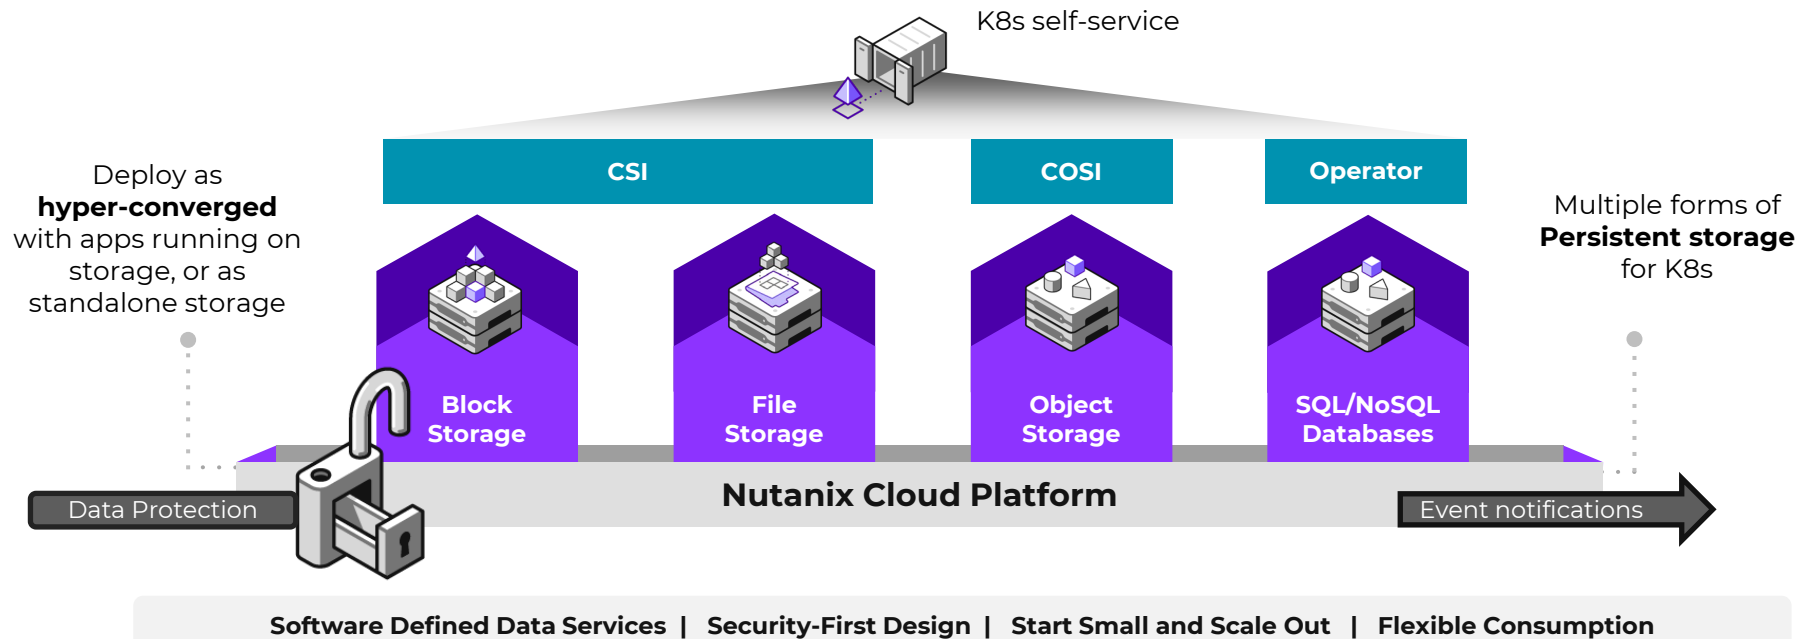 K8s self-service
CSI
COSI
Operator
Deploy as
hyper-converged
with apps running on
storage, or as
standalone storage
Multiple forms of
Persistent storage
for K8s
Block
Storage
File
Storage
Object
Storage
SQL/NoSQL
Databases
Nutanix Cloud Platform
Data Protection
Event notifications
Software Defined Data Services | Security-First Design | Start Small and Scale Out | Flexible Consumption